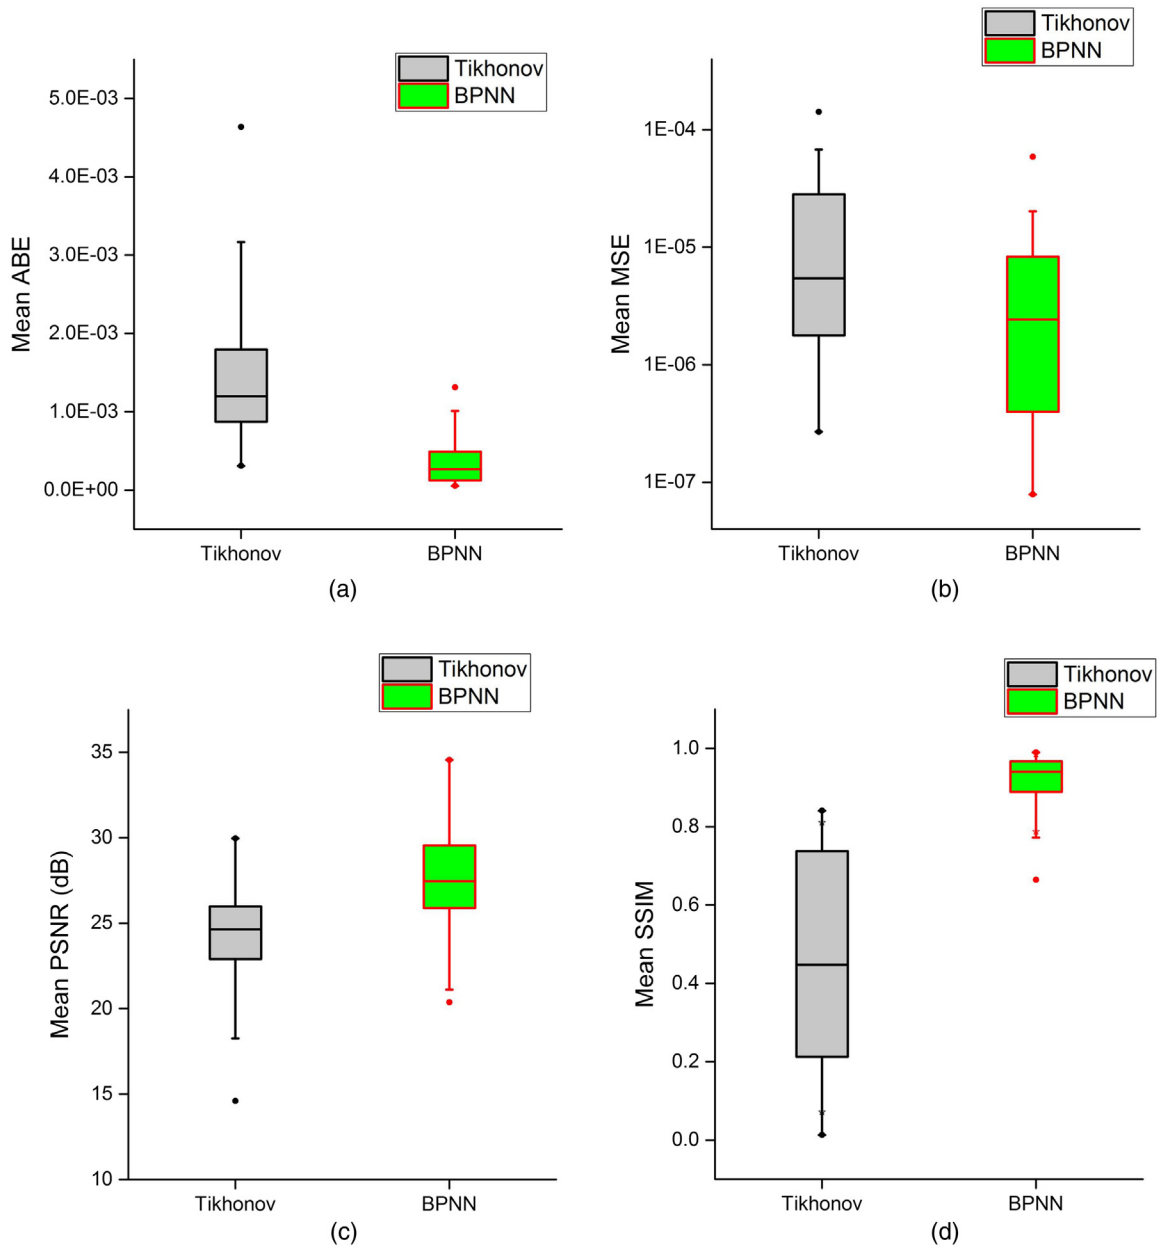 Tikhonov
BPNN
5.0E-03
4.0E-03
3.0E-03
2.0E-03
1.0E-03
0.0E+00
Mean ABE
Tikhonov BPNN
(a)
Tikhonov
BPNN
1E-04
1E-05
1E-06
1E-07
Mean MSE
Tikhonov BPNN
(b)
Tikhonov
BPNN
35
30
25
20
15
10
Mean PSNR (dB)
Tikhonov BPNN
(c)
Tikhonov
BPNN
1.0
0.8
0.6
0.4
0.2
0.0
Mean SSIM
Tikhonov BPNN
(d)